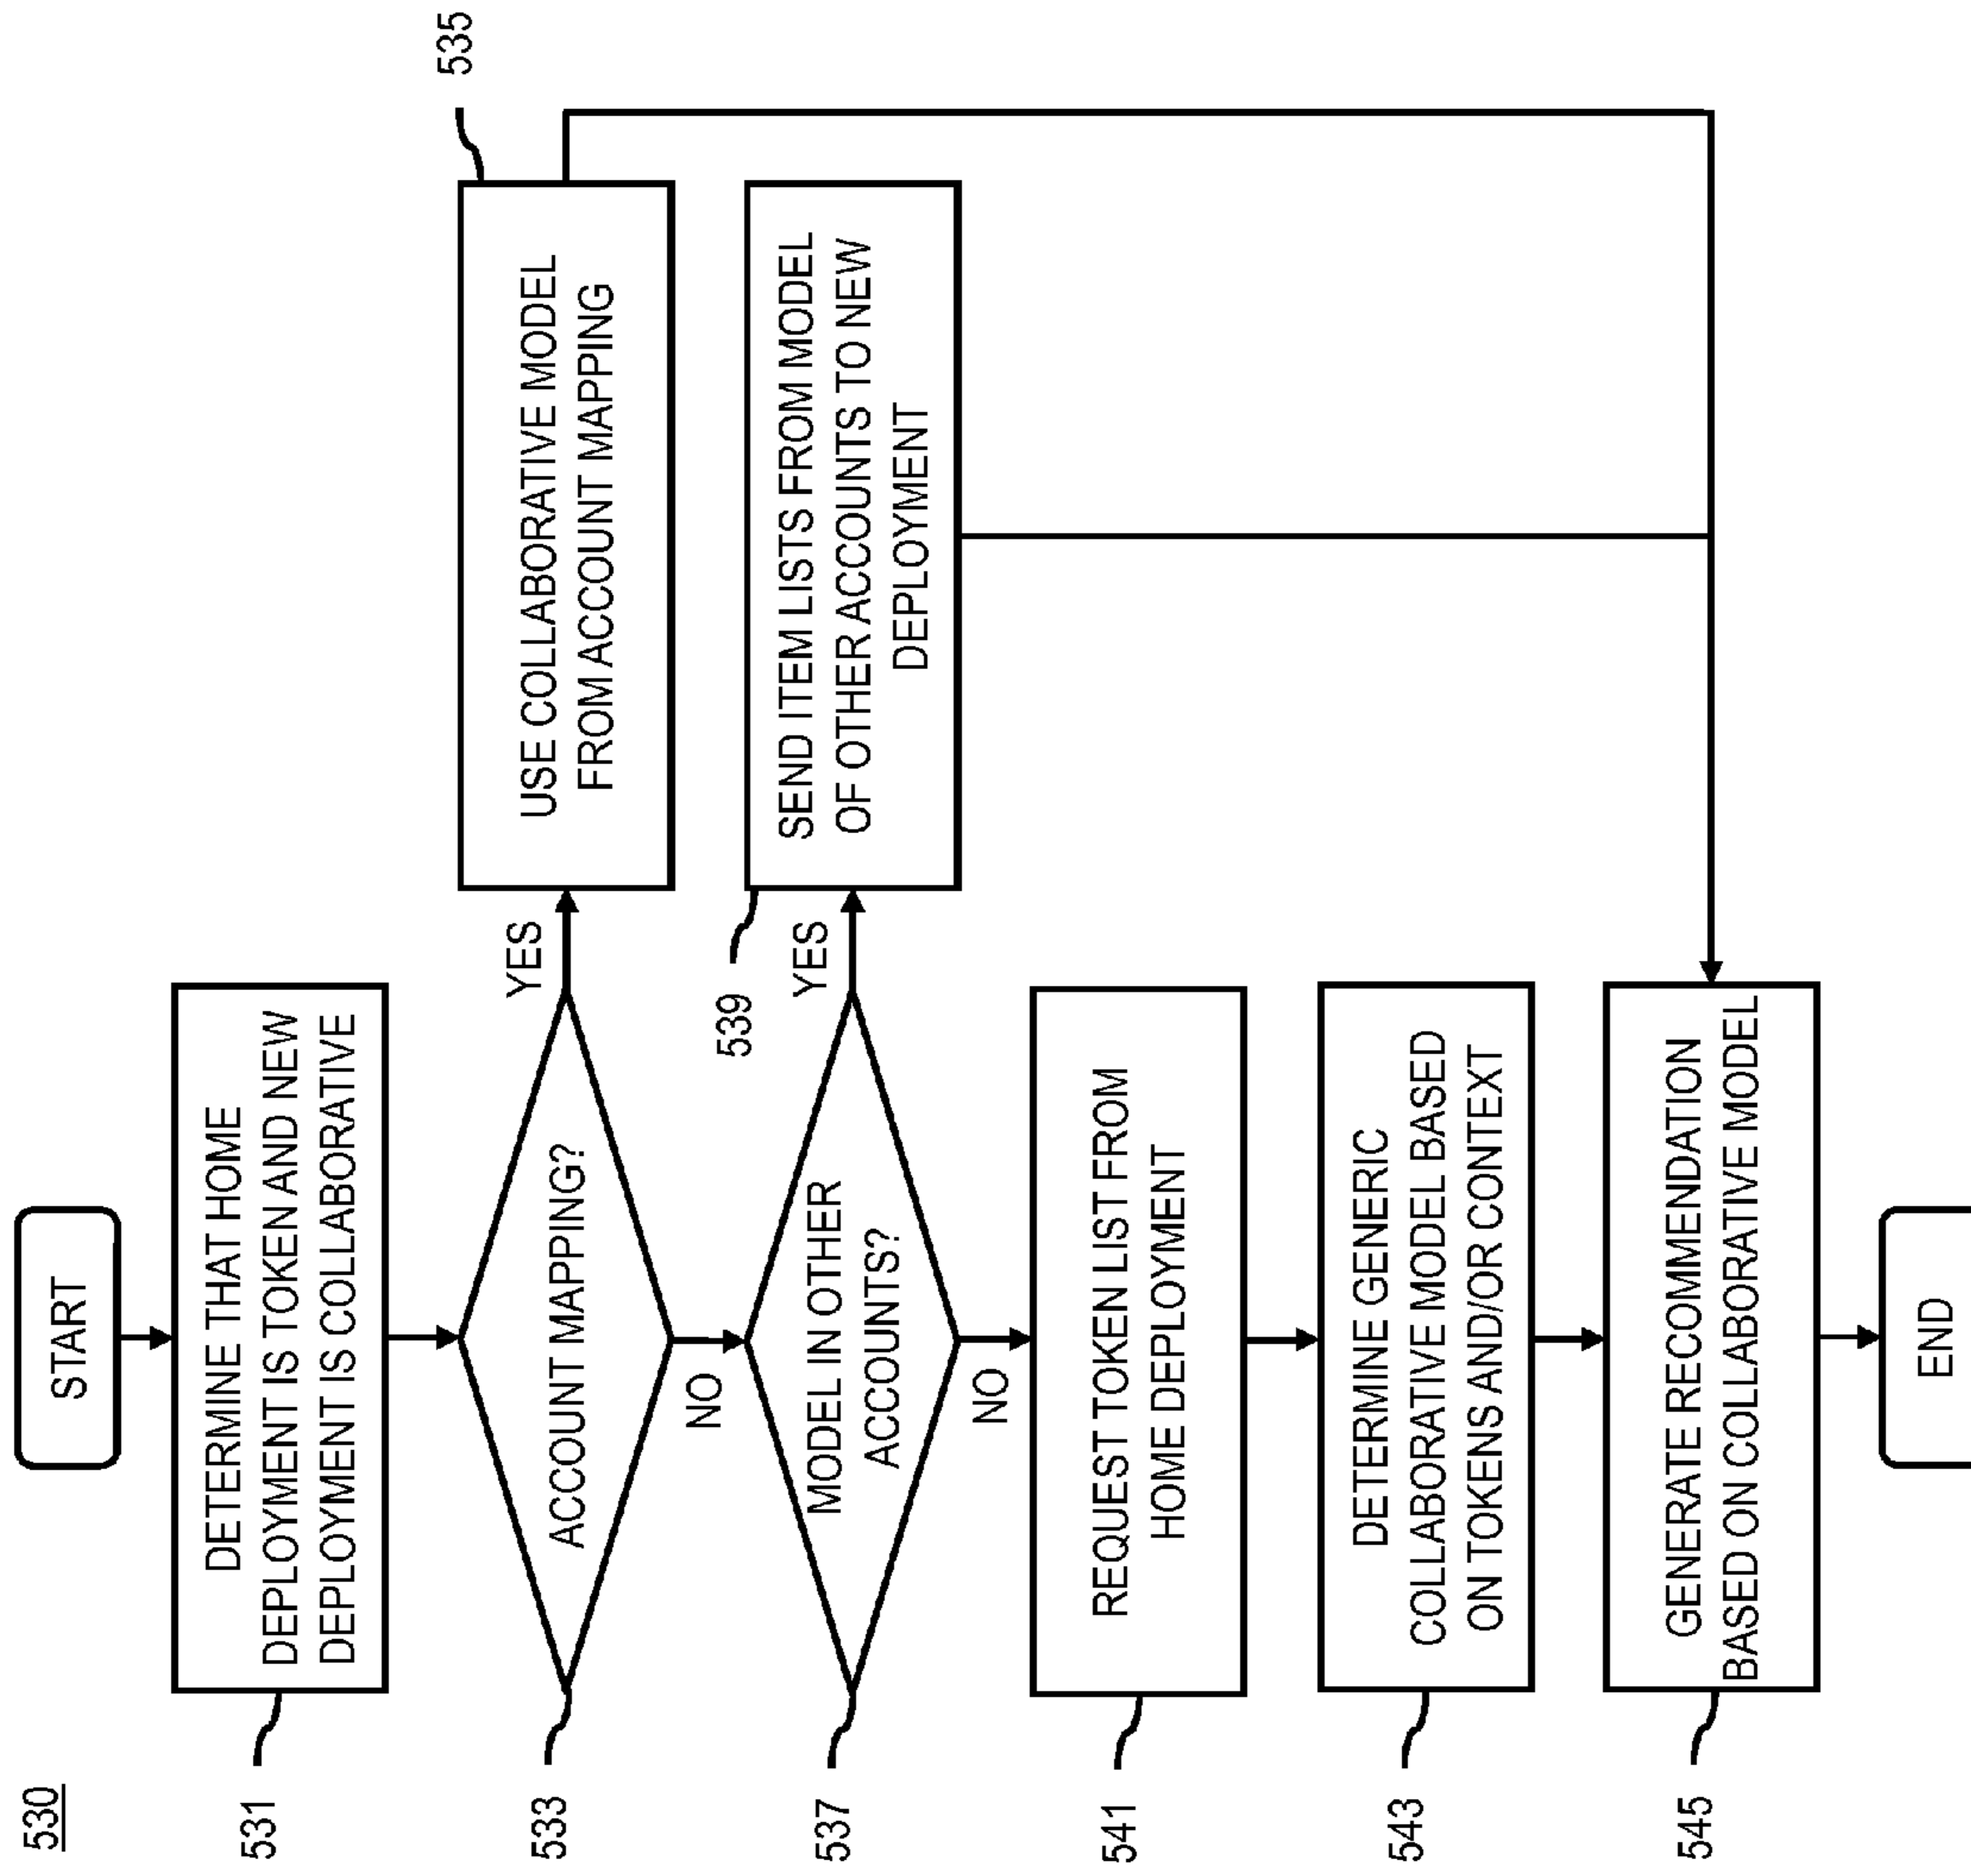 530
START
531
DETERMINE THAT HOME
DEPLOYMENT IS TOKEN AND NEW
DEPLOYMENT IS COLLABORATIVE
533
ACCOUNT MAPPING?
YES
535
USE COLLABORATIVE MODEL
FROM ACCOUNT MAPPING
NO
537
MODEL IN OTHER
ACCOUNTS?
YES
539
SEND ITEM LISTS FROM MODEL
OF OTHER ACCOUNTS TO NEW
DEPLOYMENT
NO
541
REQUEST TOKEN LIST FROM
HOME DEPLOYMENT
543
DETERMINE GENERIC
COLLABORATIVE MODEL BASED
ON TOKENS AND/OR CONTEXT
545
GENERATE RECOMMENDATION
BASED ON COLLABORATIVE MODEL
END